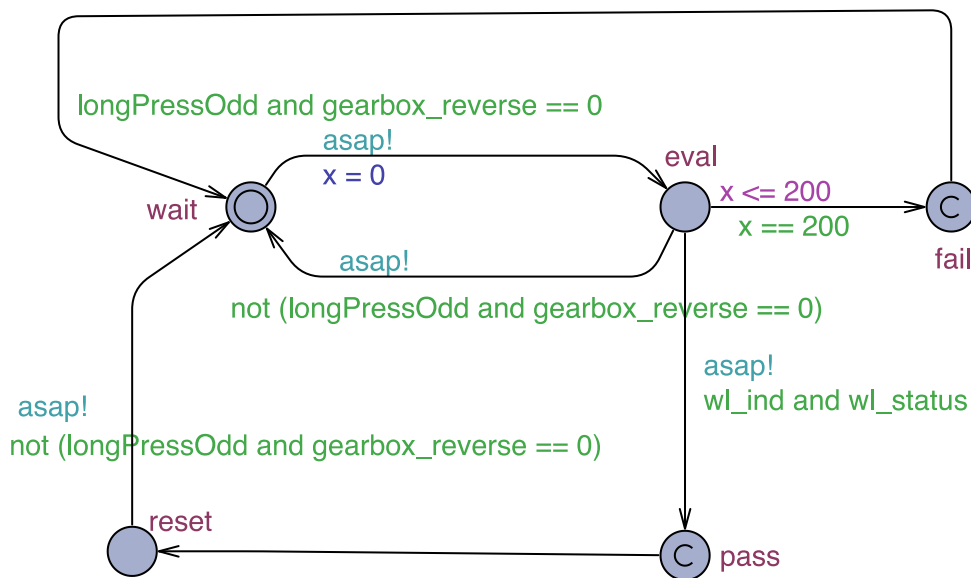 longPressOdd and gearbox_reverse == 0
asap!
x = 0
eval
wait
x <= 200
x == 200
C
fail
asap!
not (longPressOdd and gearbox_reverse == 0)
asap!
wl_ind and wl_status
asap!
not (longPressOdd and gearbox_reverse == 0)
reset
C
pass